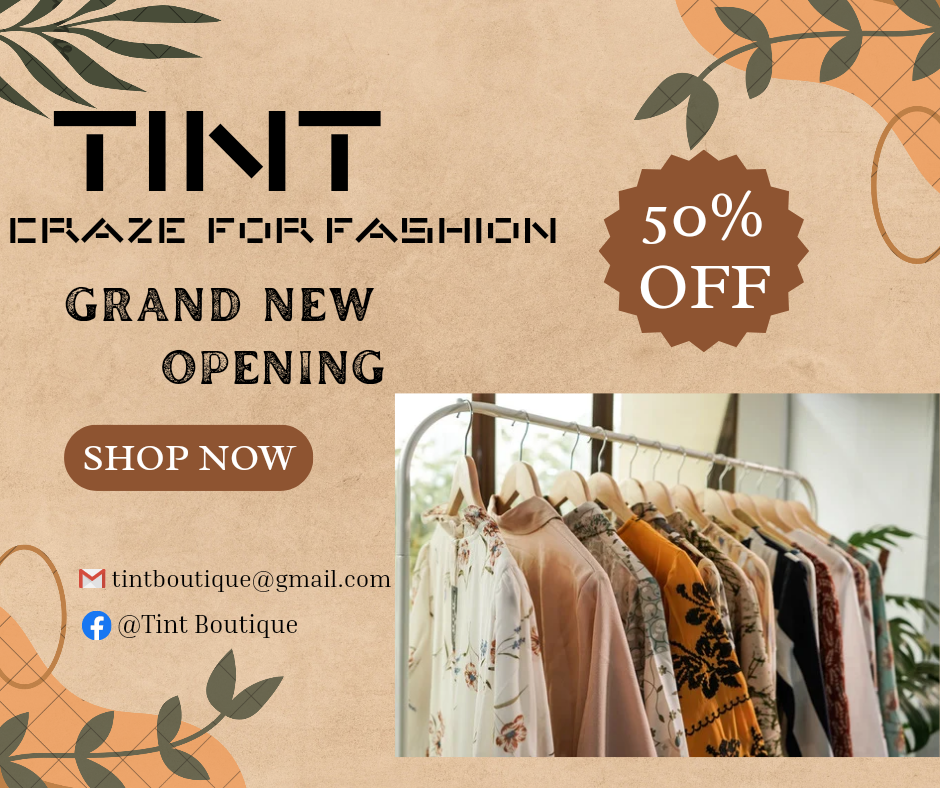 TINT
CRAZE FOR FASHION
GRAND NEW
OPENING
50%
OFF
SHOP NOW
tintboutique@gmail.com
@Tint Boutique